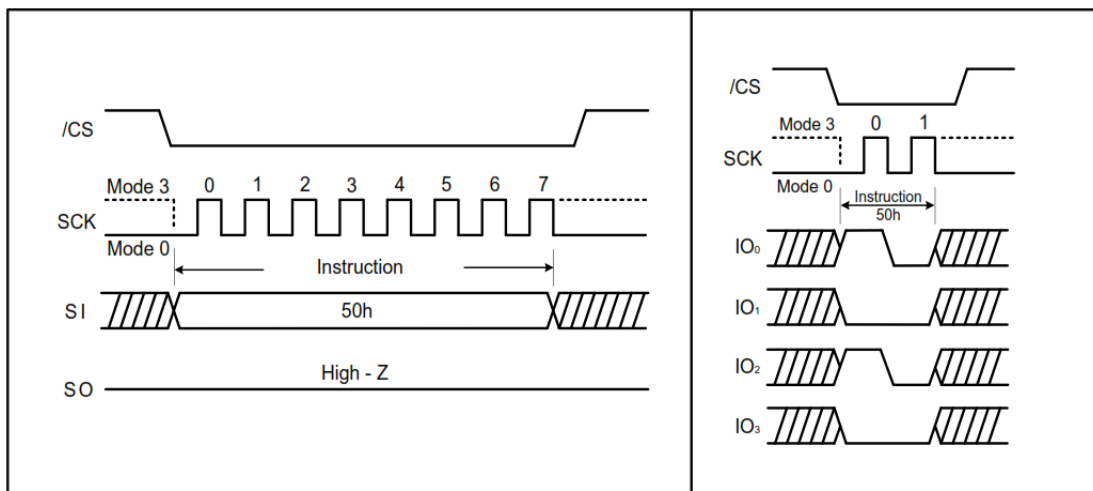 /CS
Mode 3 0 1 2 3 4 5 6 7
SCK
Mode 0
Instruction
SI 50h
High - Z
SO
/CS
Mode 3 0 1
SCK
Mode 0
Instruction
50h
IO₀
IO₁
IO₂
IO₃